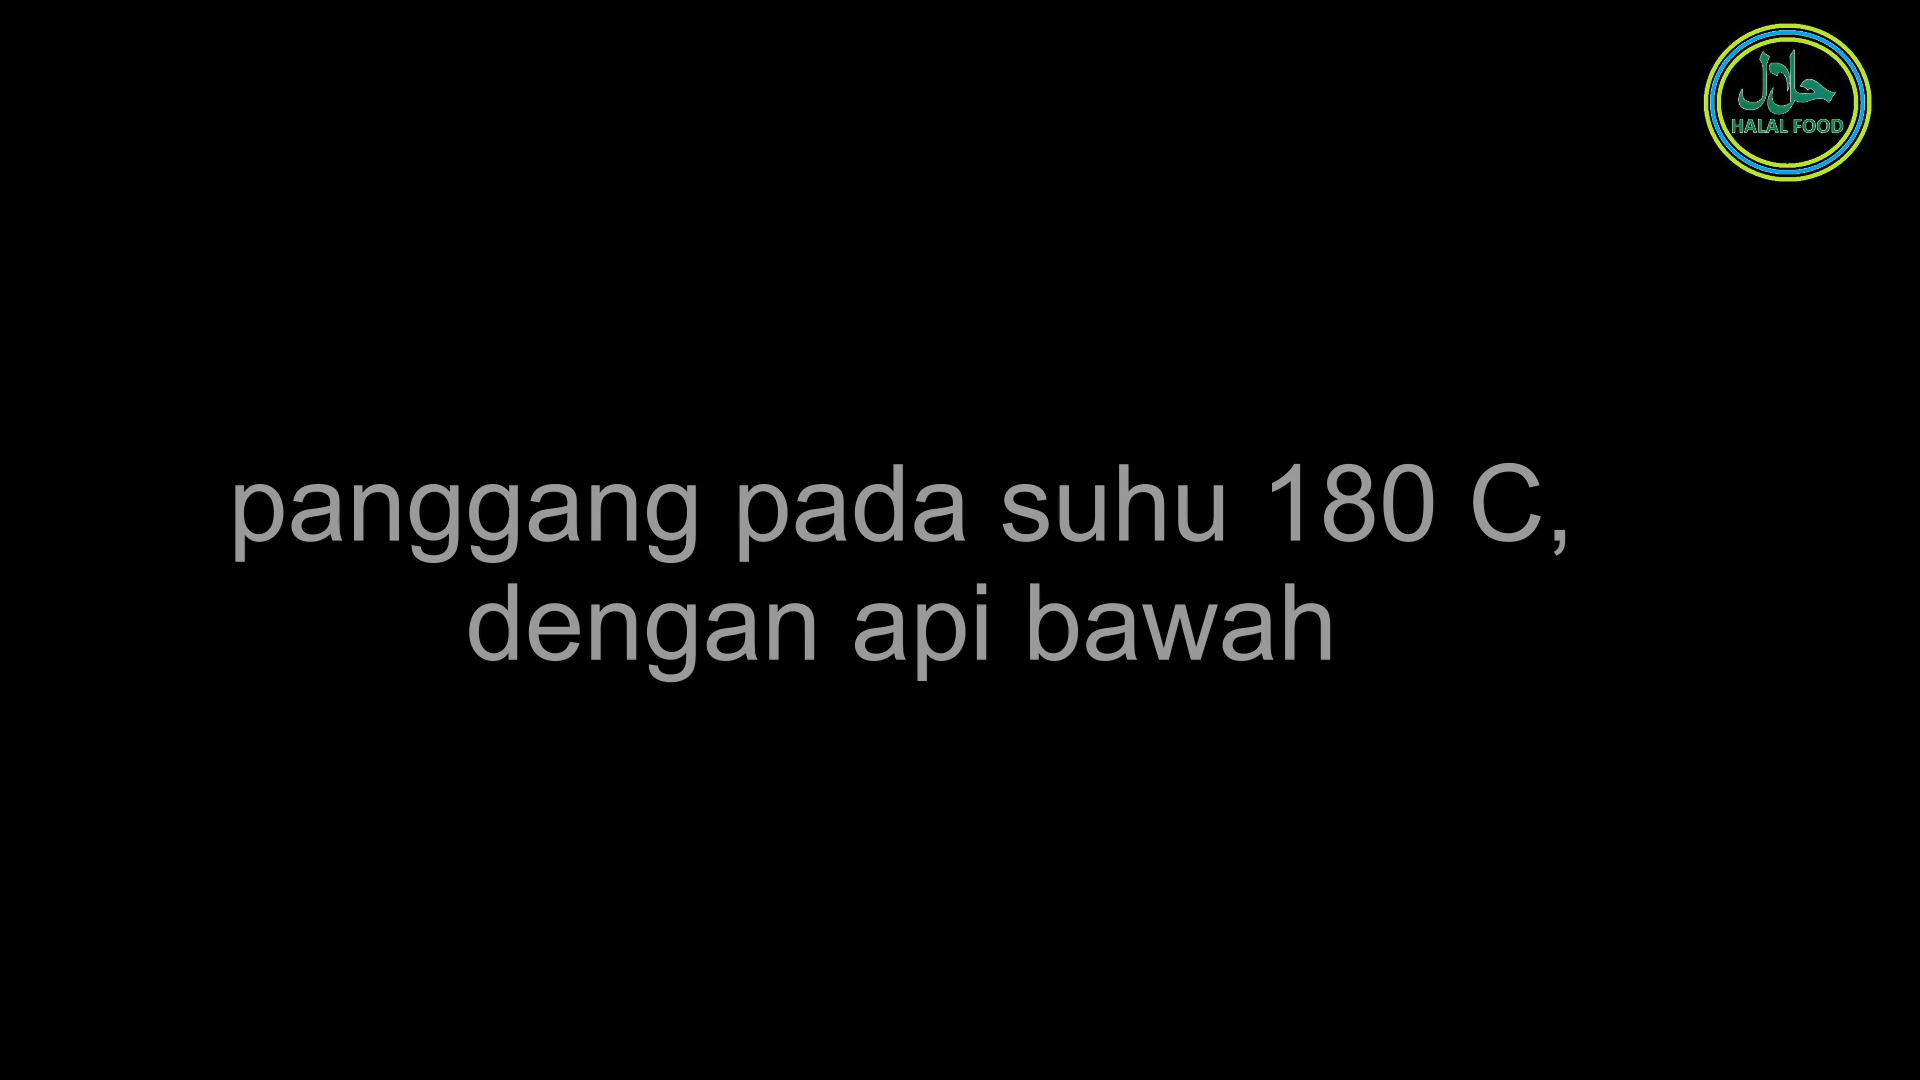 حلال
HALAL FOOD
panggang pada suhu 180 C,
dengan api bawah